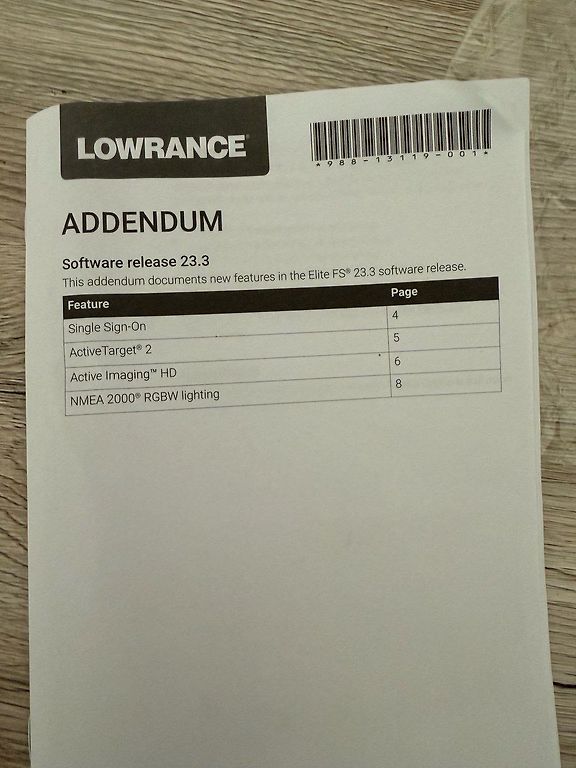 LOWRANCE®
*988-13119-001*
ADDENDUM
Software release 23.3
This addendum documents new features in the Elite FS® 23.3 software release.
Feature Page
Single Sign-On 4
ActiveTarget® 2 5
Active Imaging™ HD 6
NMEA 2000® RGBW lighting 8